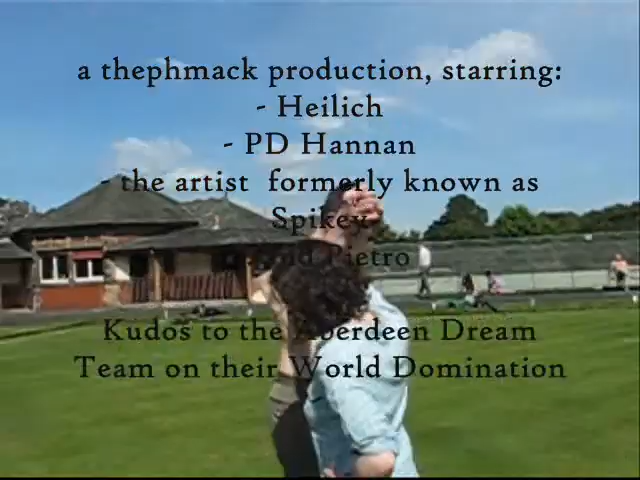 a thephmack production, starring:
- Heilich
- PD Hannan
- the artist formerly known as
Spikey
Pietro
Kudos to the Aberdeen Dream
Team on their World Domination